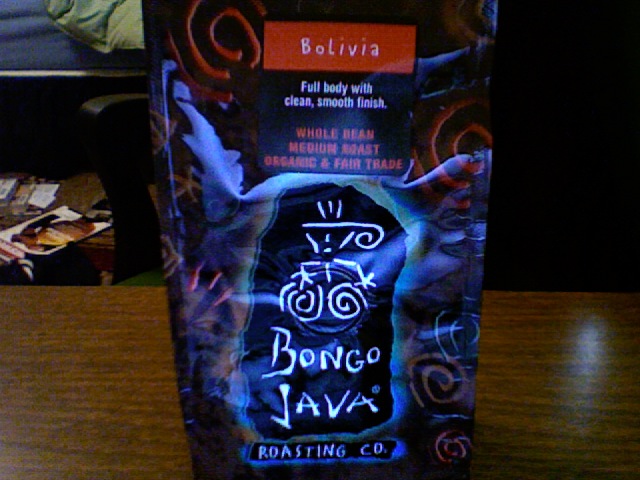 Bolivia
Full body with
clean, smooth finish.
WHOLE BEAN
MEDIUM ROAST
ORGANIC & FAIR TRADE
BONGO
JAVA®
ROASTING CO.